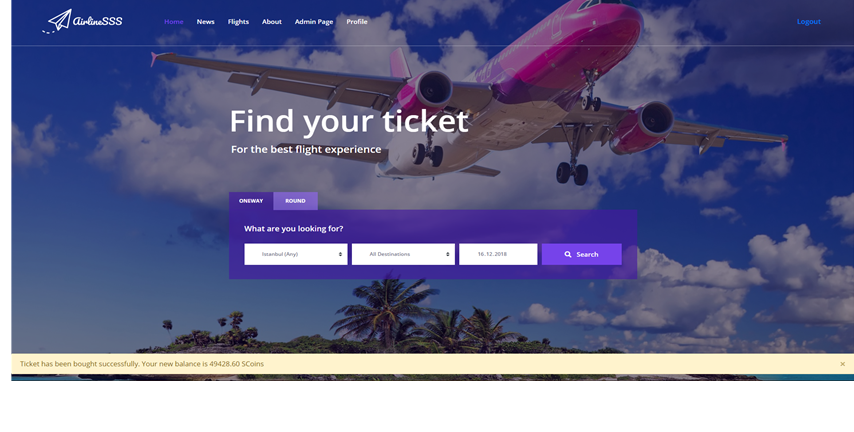 AirlineSSS
Home News Flights About Admin Page Profile
Logout
Find your ticket
For the best flight experience
ONEWAY ROUND
What are you looking for?
Istanbul (Any) All Destinations 16.12.2018 Search
Ticket has been bought successfully. Your new balance is 49428.60 SCoins ×